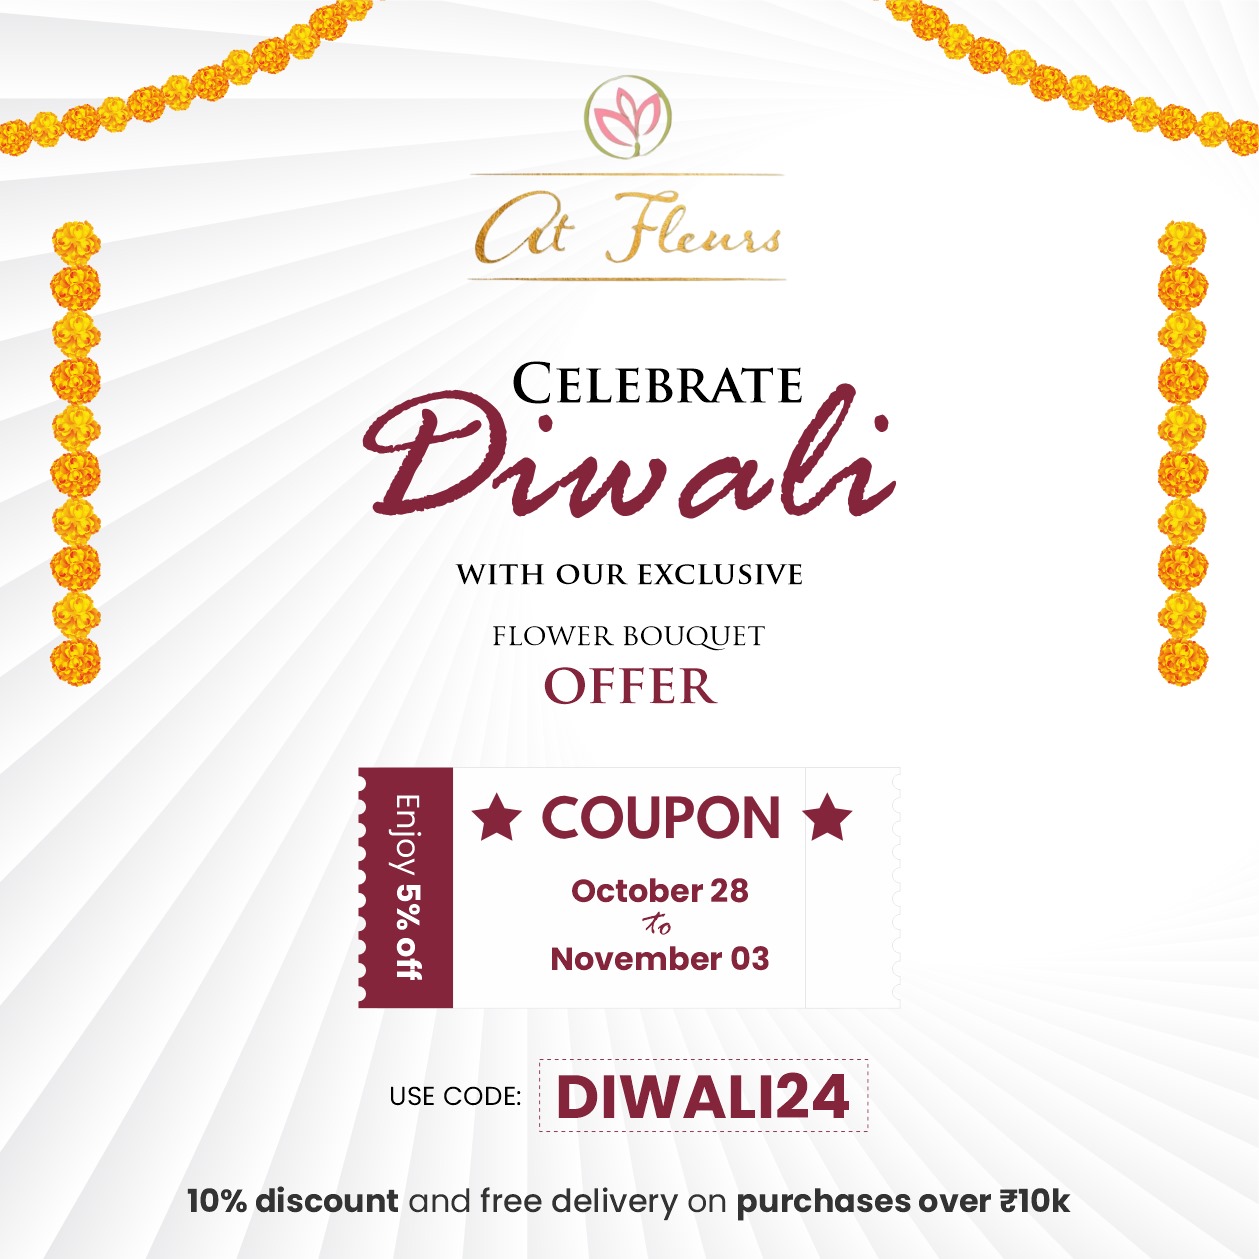 At Fleurs
CELEBRATE
Diwali
WITH OUR EXCLUSIVE
FLOWER BOUQUET
OFFER
Enjoy 5% off
COUPON
October 28
to
November 03
USE CODE: DIWALI24
10% discount and free delivery on purchases over ₹10k